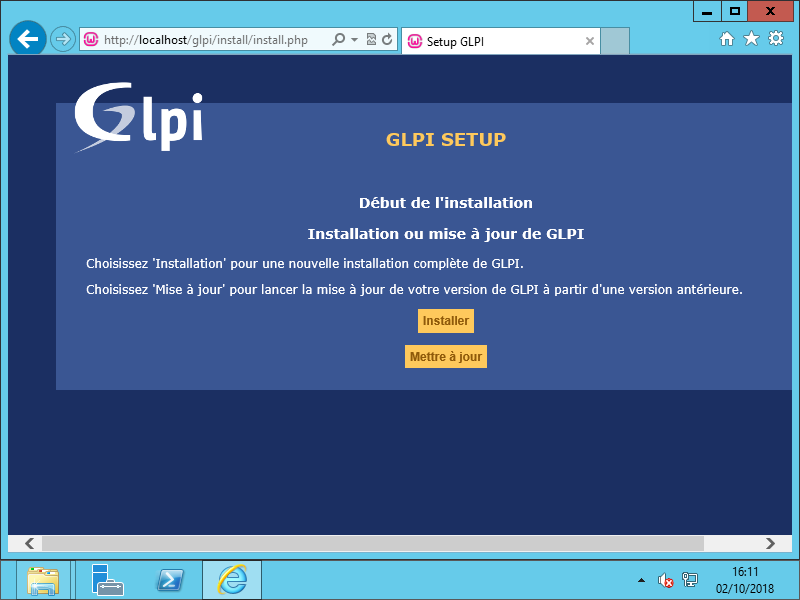 http://localhost/glpi/install/install.php
Setup GLPI
Glpi
GLPI SETUP
Début de l'installation
Installation ou mise à jour de GLPI
Choisissez 'Installation' pour une nouvelle installation complète de GLPI.
Choisissez 'Mise à jour' pour lancer la mise à jour de votre version de GLPI à partir d'une version antérieure.
Installer
Mettre à jour
16:11
02/10/2018